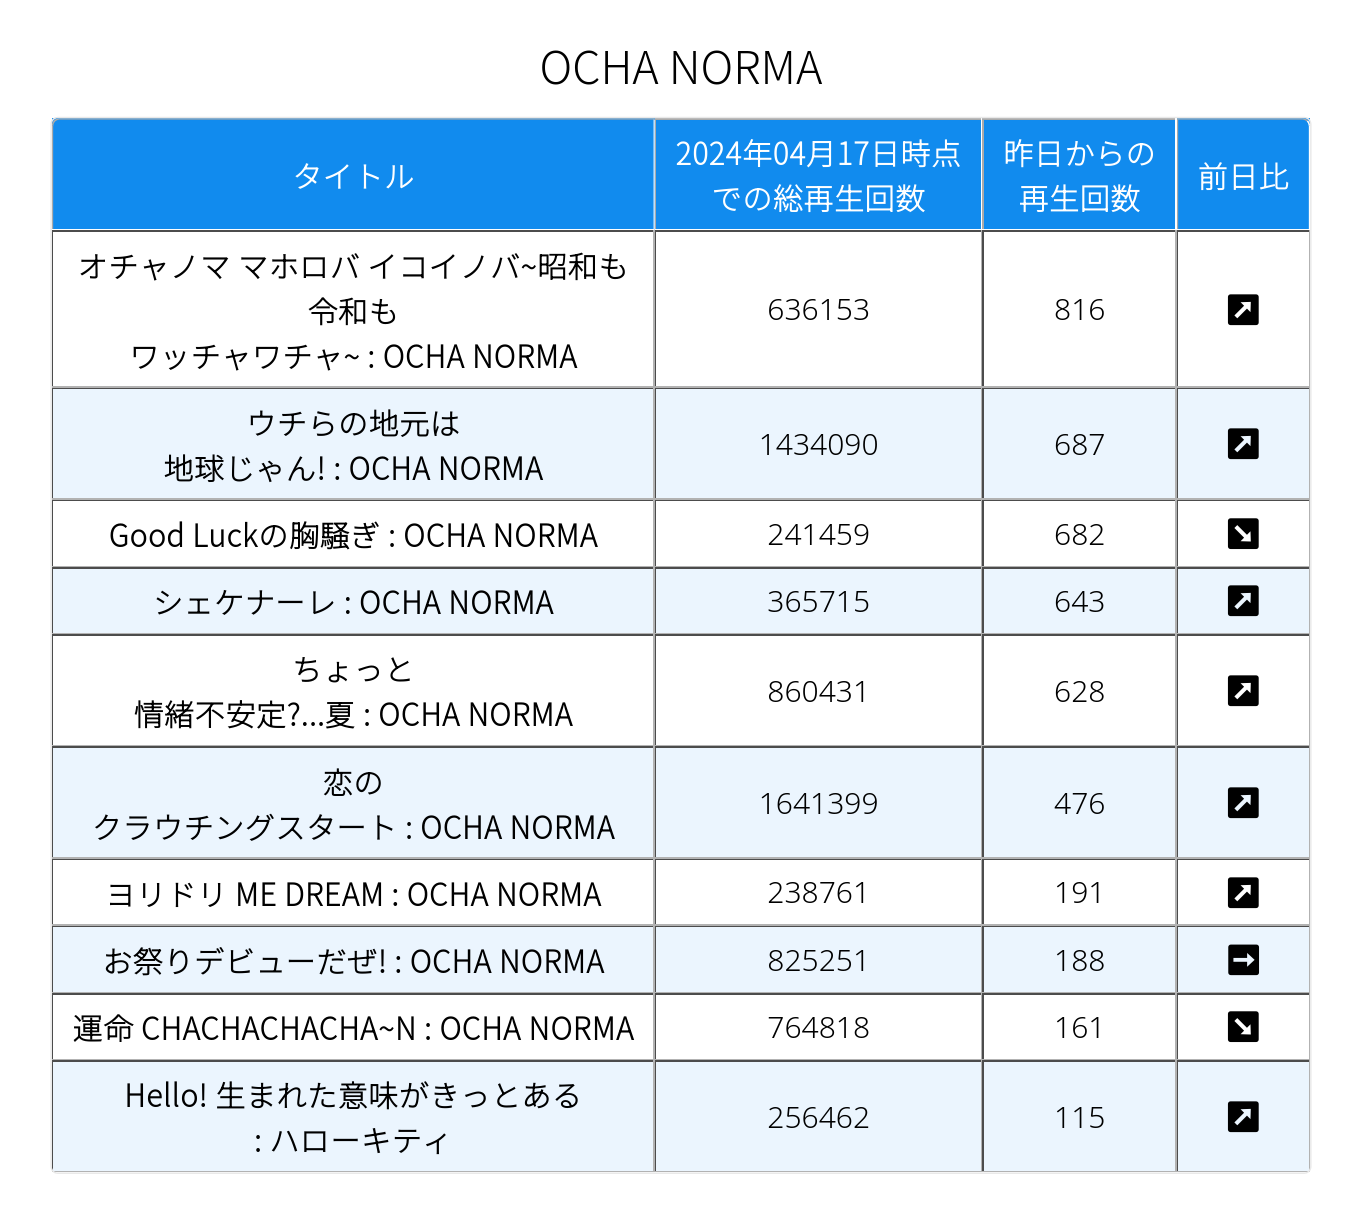 OCHA NORMA
タイトル
2024年04月17日時点
での総再生回数
昨日からの
再生回数
前日比
オチャノマ マホロバ イコイノバ~昭和も
令和も
ワッチャワチャ~ : OCHA NORMA
636153
816
ウチらの地元は
地球じゃん! : OCHA NORMA
1434090
687
Good Luckの胸騒ぎ : OCHA NORMA
241459
682
シェケナーレ : OCHA NORMA
365715
643
ちょっと
情緒不安定?...夏 : OCHA NORMA
860431
628
恋の
クラウチングスタート : OCHA NORMA
1641399
476
ヨリドリ ME DREAM : OCHA NORMA
238761
191
お祭りデビューだぜ! : OCHA NORMA
825251
188
運命 CHACHACHACHA~N : OCHA NORMA
764818
161
Hello! 生まれた意味がきっとある
: ハローキティ
256462
115